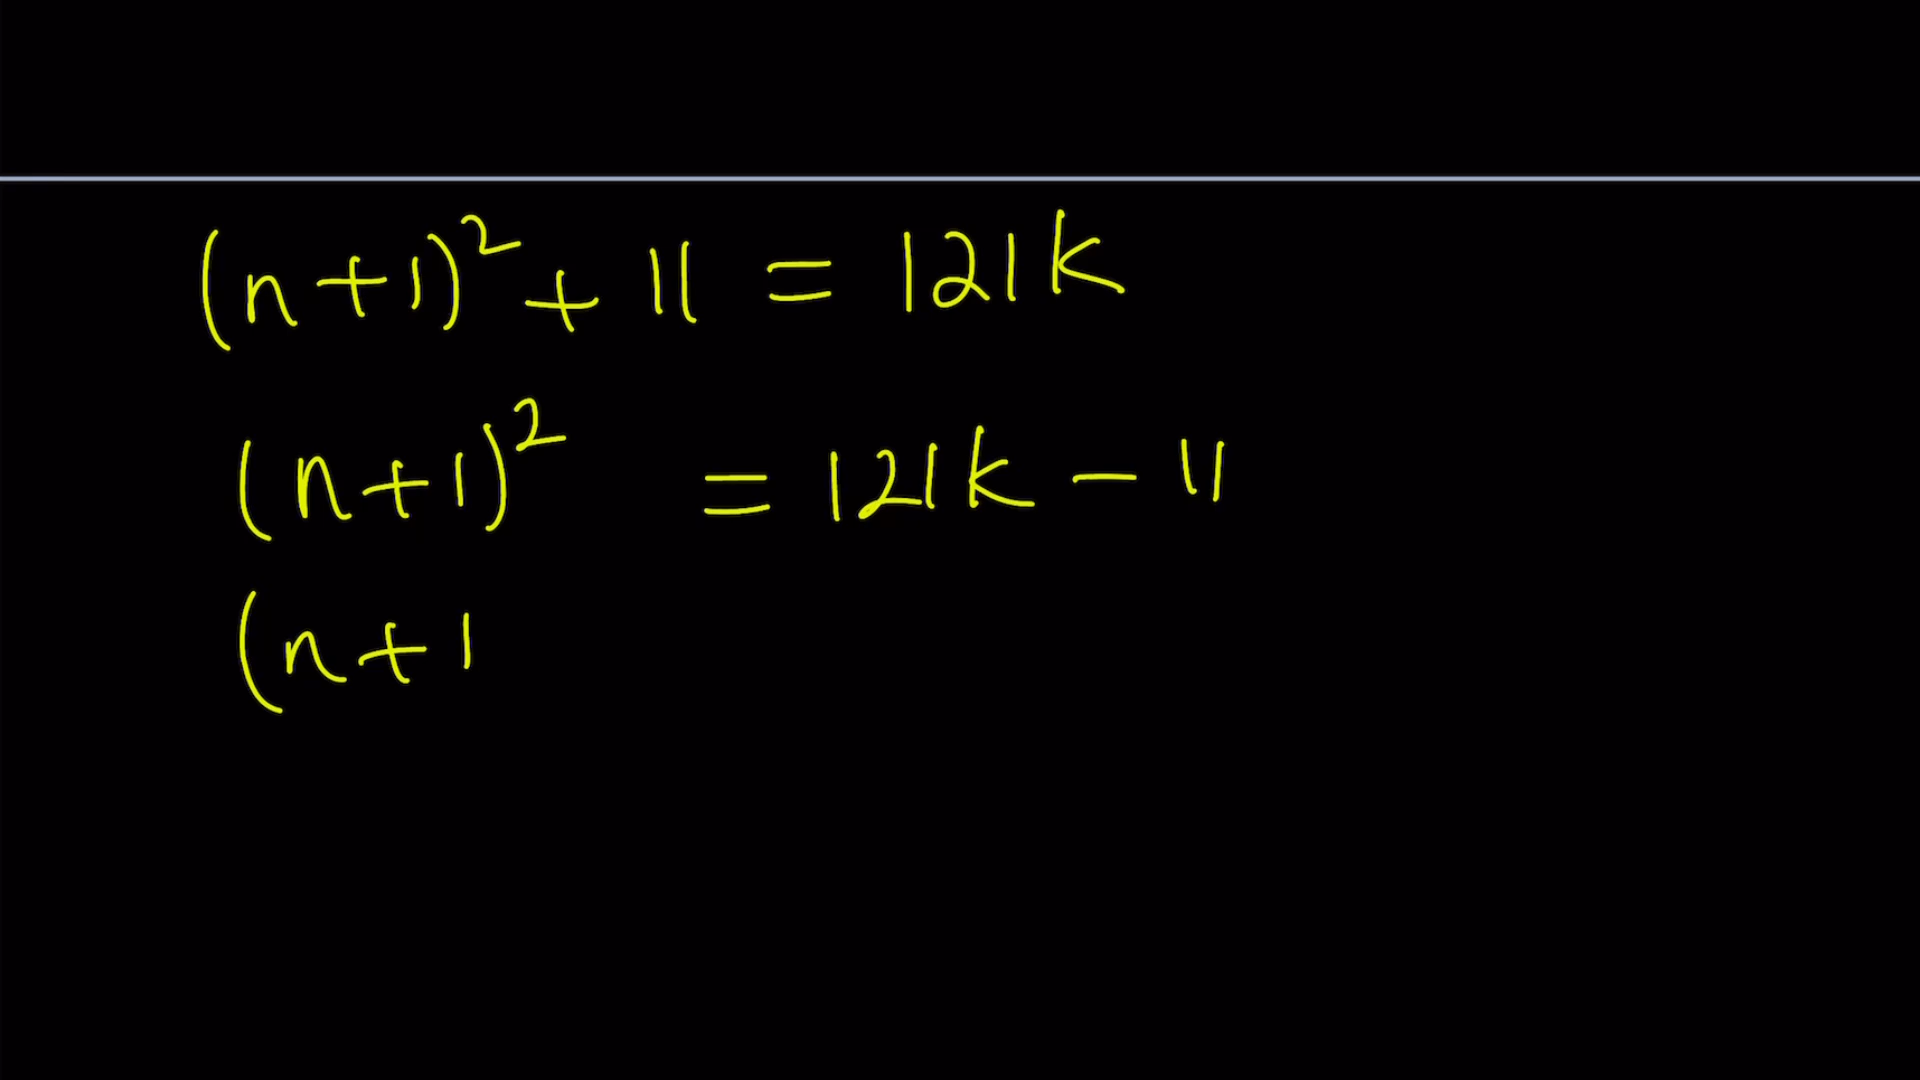 (n+1)² + 11 = 121k
(n+1)² = 121k - 11
(n+1